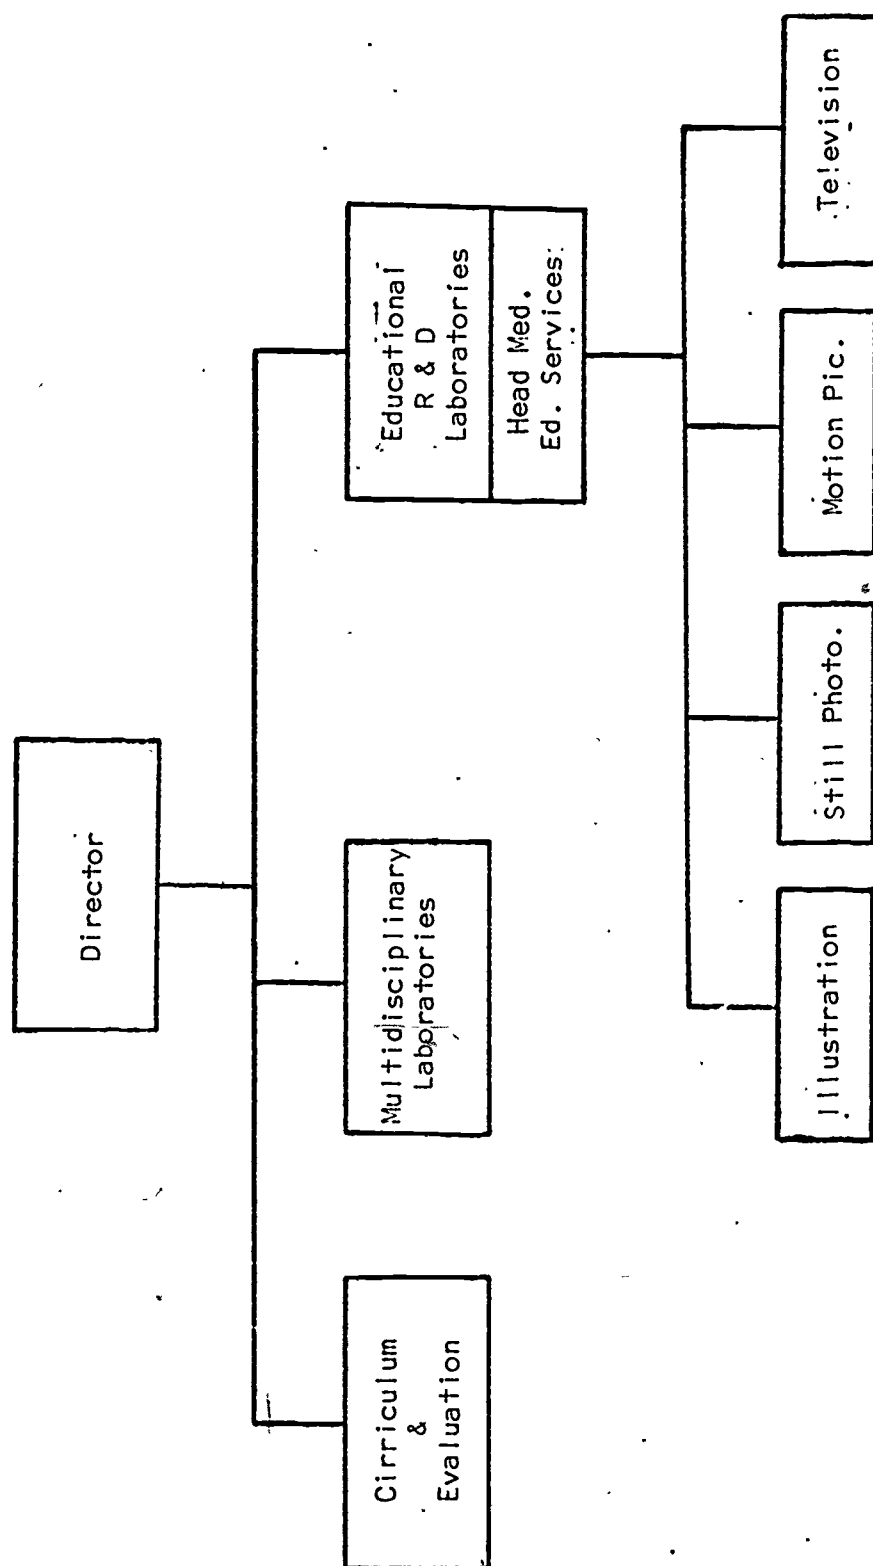 Director
Cirriculum
&
Evaluation
Multidisciplinary
Laboratories
Educational
R & D
Laboratories
Head Med.
Ed. Services
Illustration
Still Photo.
Motion Pic.
Television